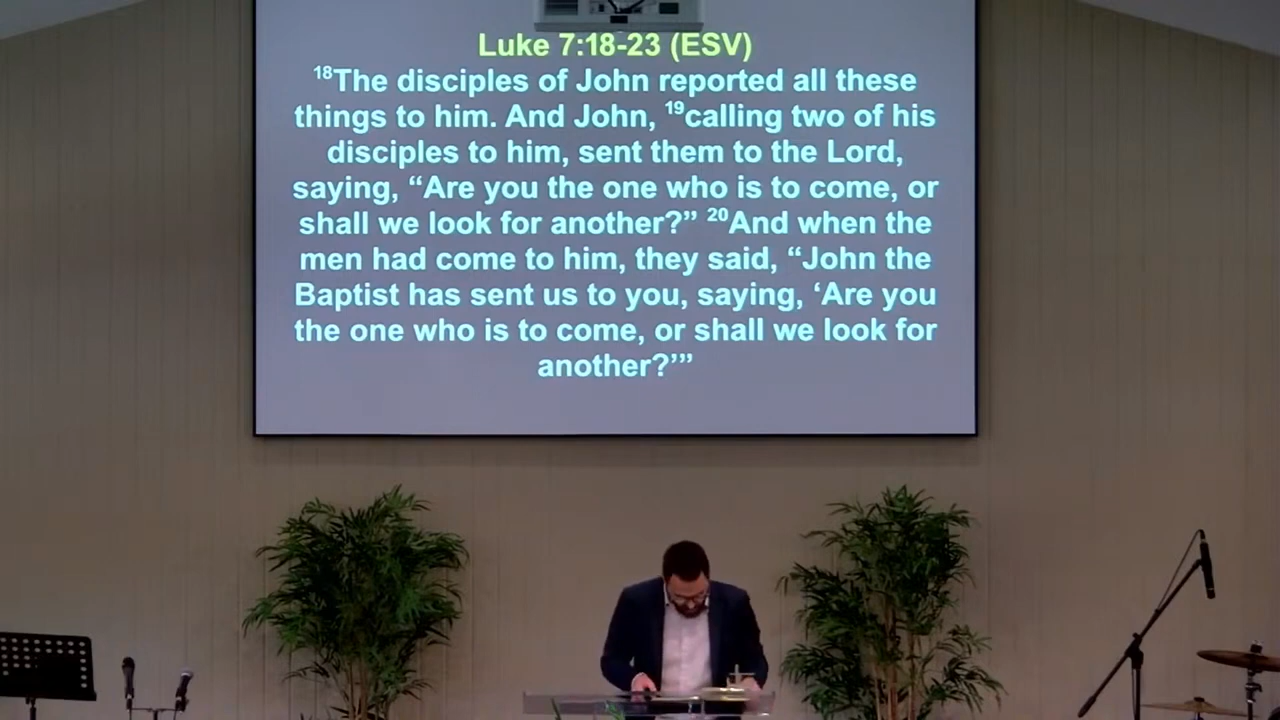 Luke 7:18-23 (ESV)
18The disciples of John reported all these
things to him. And John, 19calling two of his
disciples to him, sent them to the Lord,
saying, “Are you the one who is to come, or
shall we look for another?” 20And when the
men had come to him, they said, “John the
Baptist has sent us to you, saying, ‘Are you
the one who is to come, or shall we look for
another?’”